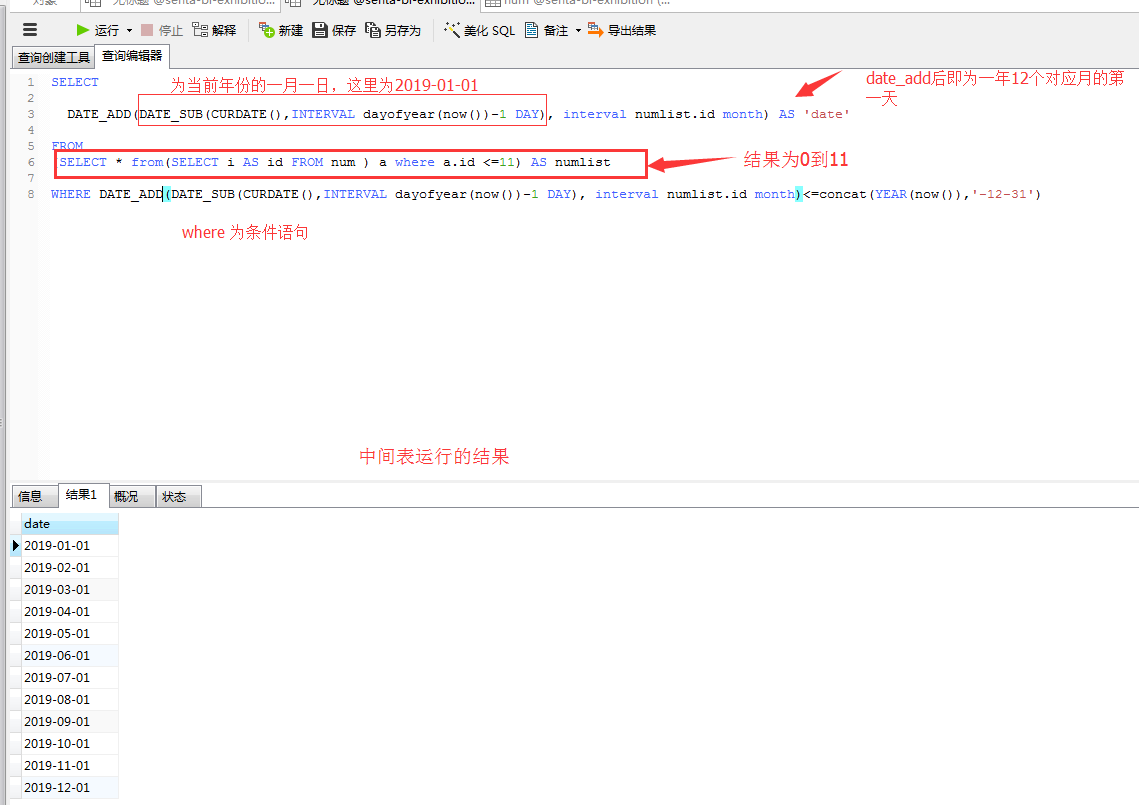 对象 无标题 @senta-bi-exhibitio... 无标题 @senta-bi-exhibitio... num @senta-bi-exhibition (...
运行 停止 解释 新建 保存 另存为 美化 SQL 备注 导出结果
查询创建工具 查询编辑器
为当前年份的一月一日，这里为2019-01-01
date_add后即为一年12个对应月的第
一天
1 SELECT
2
3 DATE_ADD(DATE_SUB(CURDATE(),INTERVAL dayofyear(now())-1 DAY), interval numlist.id month) AS 'date'
4
5 FROM
6 SELECT * from(SELECT i AS id FROM num ) a where a.id <=11) AS numlist
结果为0到11
7
8 WHERE DATE_ADD(DATE_SUB(CURDATE(),INTERVAL dayofyear(now())-1 DAY), interval numlist.id month)<=concat(YEAR(now()),'-12-31')
where 为条件语句
中间表运行的结果
信息 结果1 概况 状态
date
2019-01-01
2019-02-01
2019-03-01
2019-04-01
2019-05-01
2019-06-01
2019-07-01
2019-08-01
2019-09-01
2019-10-01
2019-11-01
2019-12-01